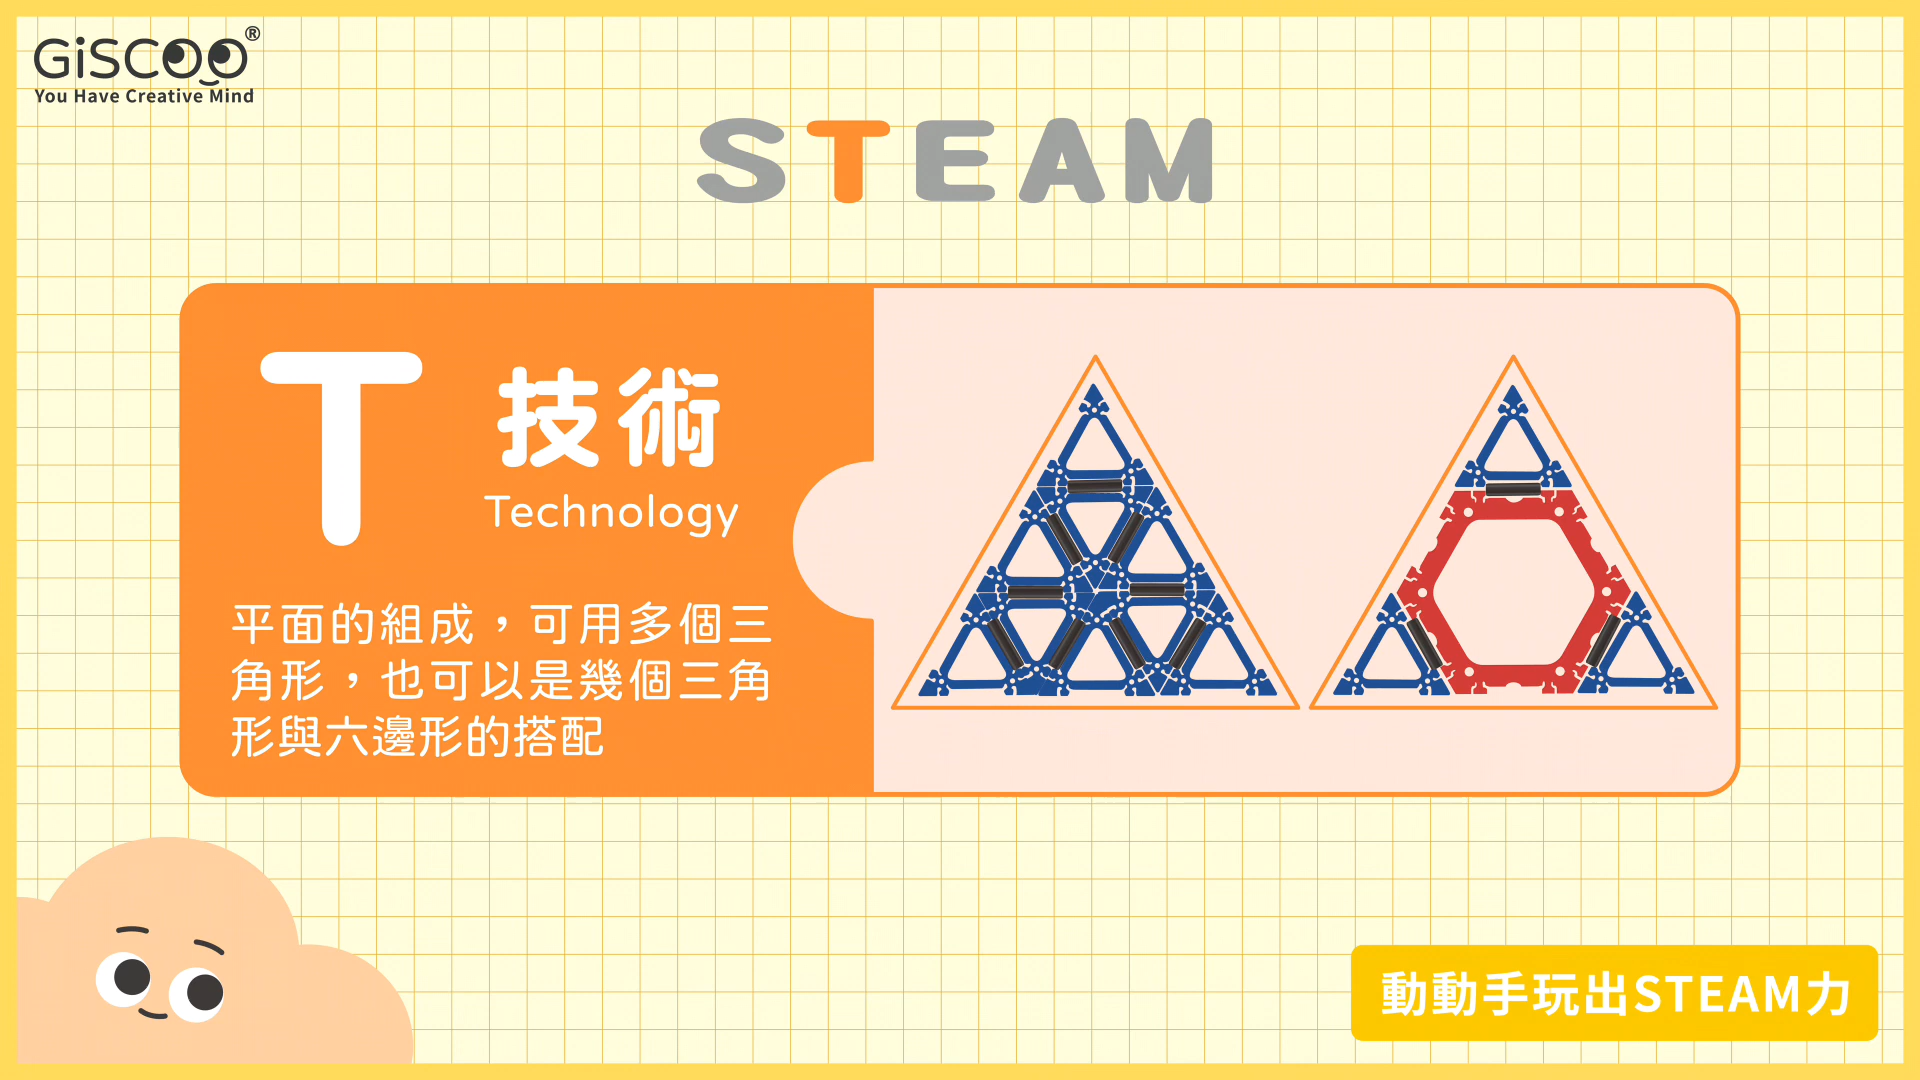 GiSCOO®
You Have Creative Mind
STEAM
T
技術
Technology
平面的組成，可用多個三
角形，也可以是幾個三角
形與六邊形的搭配
動動手玩出STEAM力